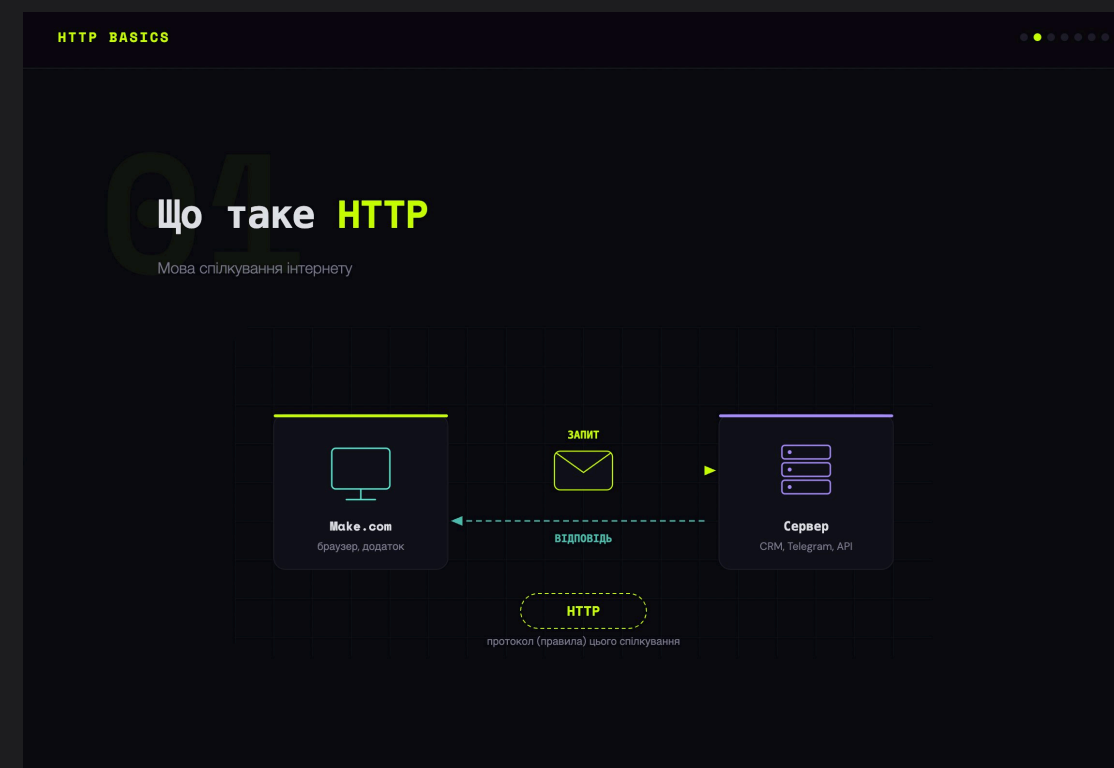 HTTP BASICS
01
Що таке HTTP
Мова спілкування інтернету
ЗАПИТ
Make.com
браузер, додаток
Сервер
CRM, Telegram, API
ВІДПОВІДЬ
HTTP
протокол (правила) цього спілкування